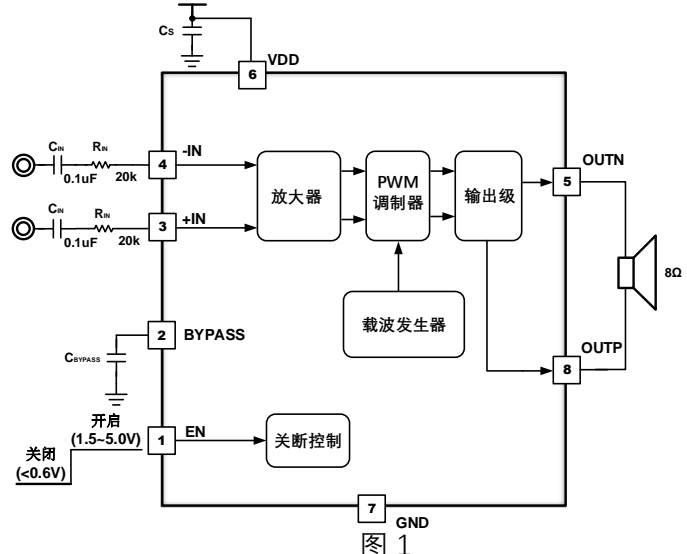 Cs
VDD
6
CIN
RIN
0.1uF
20k
4
-IN
放大器
PWM
调制器
输出级
OUTN
5
CIN
RIN
0.1uF
20k
3
+IN
8Ω
载波发生器
2
BYPASS
CBYPASS
OUTP
8
开启
(1.5~5.0V)
关闭
(<0.6V)
1
EN
关断控制
7
GND
图 1